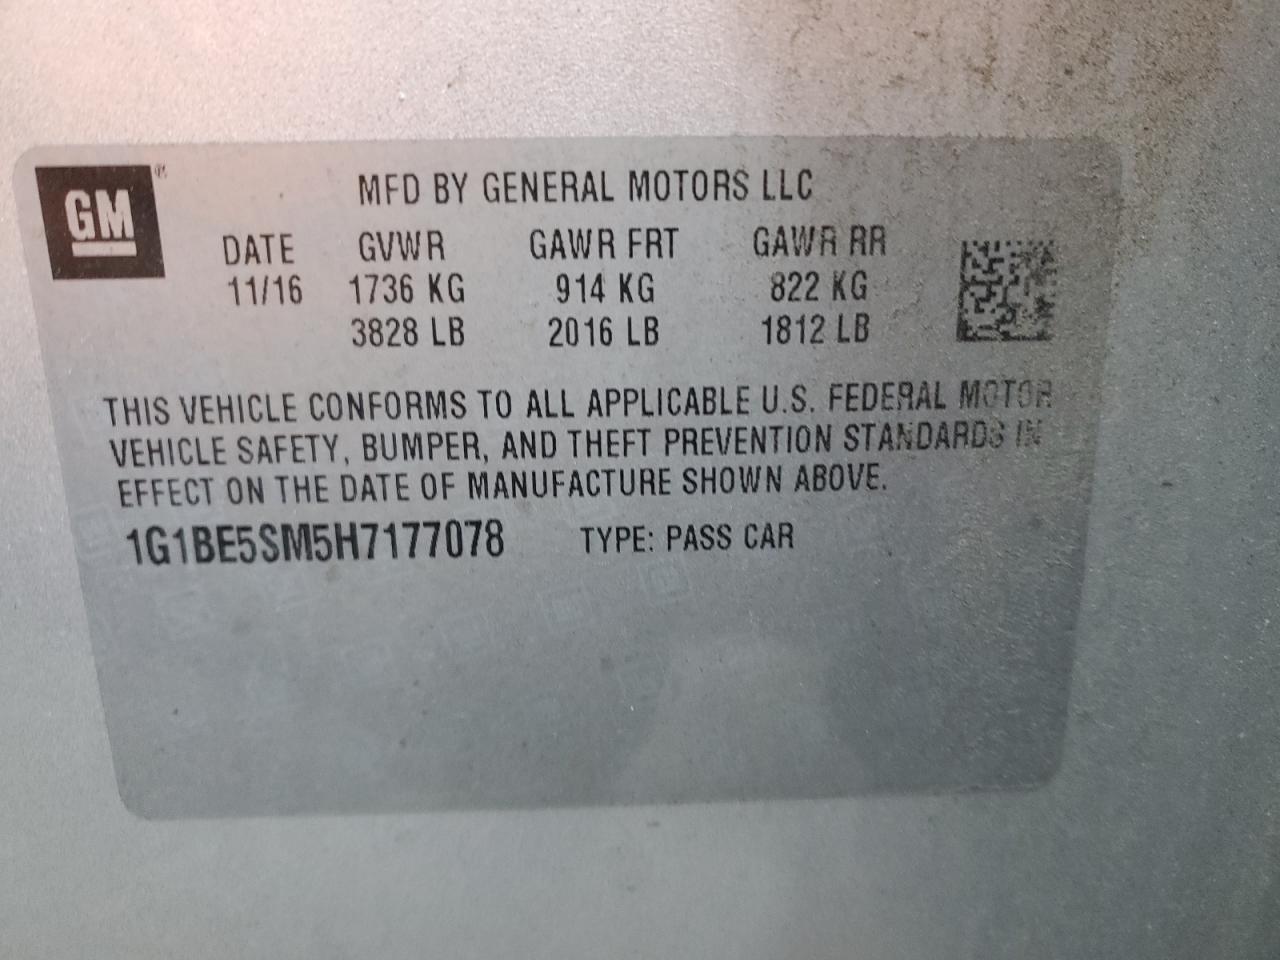 GM®
MFD BY GENERAL MOTORS LLC
DATE GVWR GAWR FRT GAWR RR
11/16 1736 KG 914 KG 822 KG
3828 LB 2016 LB 1812 LB
THIS VEHICLE CONFORMS TO ALL APPLICABLE U.S. FEDERAL MOTOR
VEHICLE SAFETY, BUMPER, AND THEFT PREVENTION STANDARDS IN
EFFECT ON THE DATE OF MANUFACTURE SHOWN ABOVE.
1G1BE5SM5H7177078 TYPE: PASS CAR